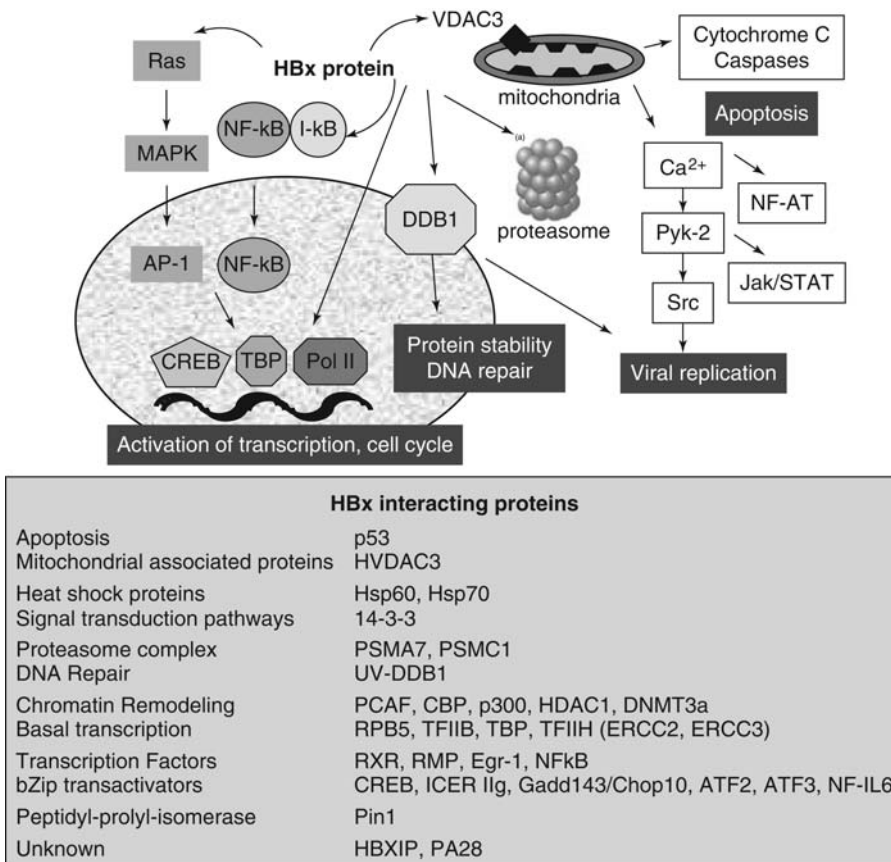 VDAC3
Ras
HBx protein
Cytochrome C
Caspases
mitochondria
NF-kB
I-kB
(a)
Apoptosis
MAPK
Ca2+
DDB1
NF-AT
proteasome
Pyk-2
AP-1
NF-kB
Jak/STAT
Src
CREB
TBP
Pol II
Protein stability
DNA repair
Viral replication
Activation of transcription, cell cycle
HBx interacting proteins
Apoptosis p53
Mitochondrial associated proteins HVDAC3
Heat shock proteins Hsp60, Hsp70
Signal transduction pathways 14-3-3
Proteasome complex PSMA7, PSMC1
DNA Repair UV-DDB1
Chromatin Remodeling PCAF, CBP, p300, HDAC1, DNMT3a
Basal transcription RPB5, TFIIB, TBP, TFIIH (ERCC2, ERCC3)
Transcription Factors RXR, RMP, Egr-1, NFkB
bZip transactivators CREB, ICER IIg, Gadd143/Chop10, ATF2, ATF3, NF-IL6
Peptidyl-prolyl-isomerase Pin1
Unknown HBXIP, PA28